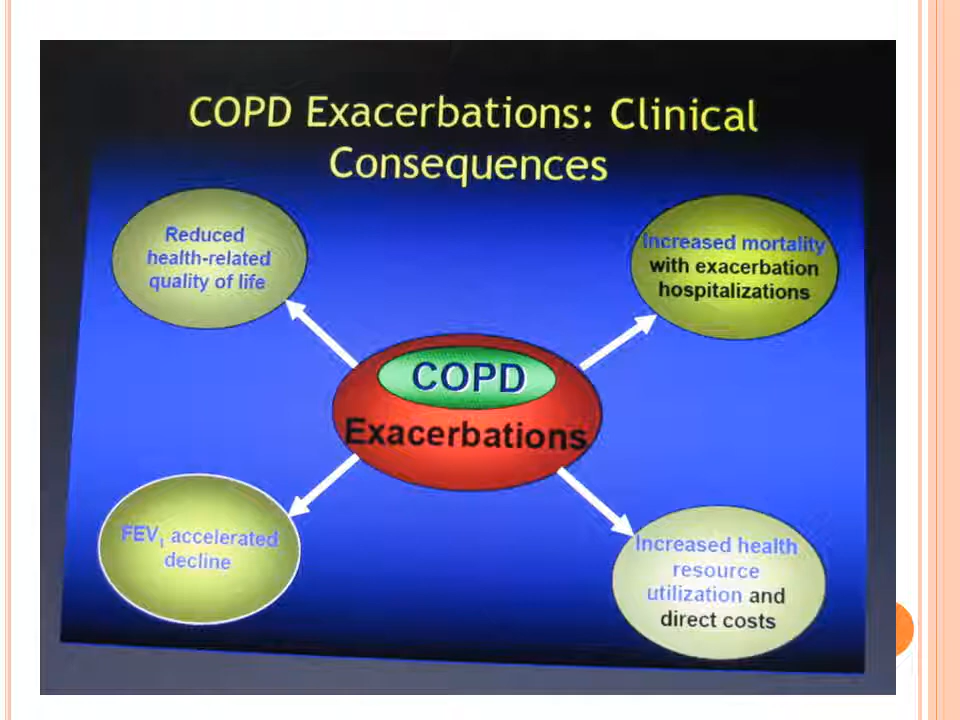 COPD Exacerbations: Clinical
Consequences
Reduced
health-related
quality of life
Increased mortality
with exacerbation
hospitalizations
COPD
Exacerbations
FEV₁ accelerated
decline
Increased health
resource
utilization and
direct costs